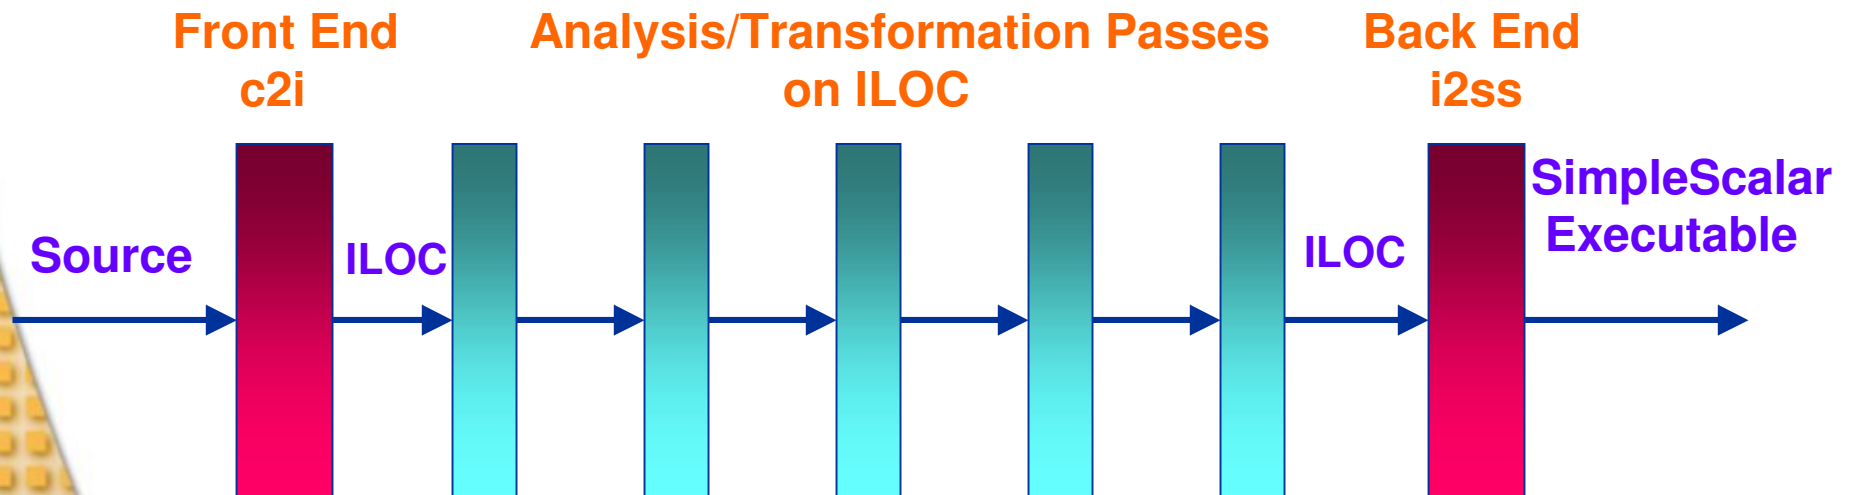 Front End
c2i
Analysis/Transformation Passes
on ILOC
Back End
i2ss
Source
ILOC
ILOC
SimpleScalar
Executable